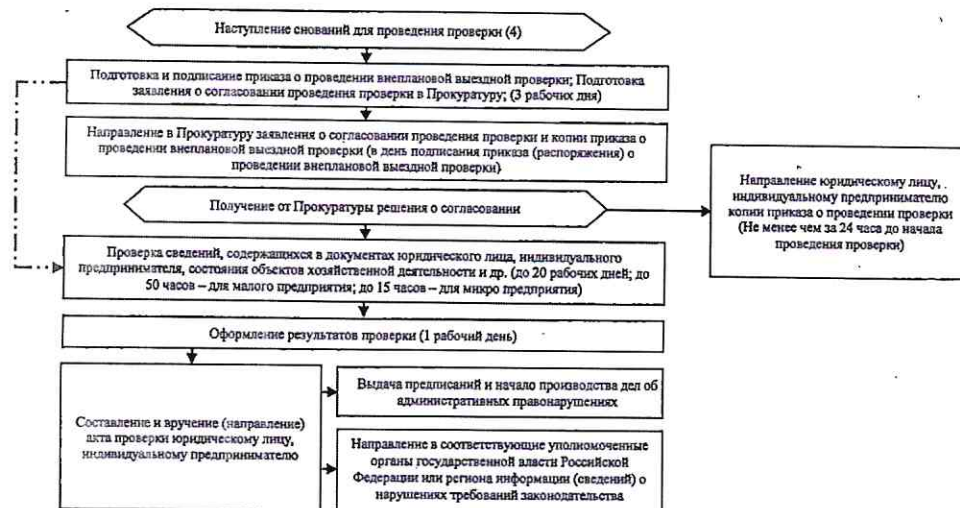 Наступление снований для проведения проверки (4)
Подготовка и подписание приказа о проведении внеплановой выездной проверки; Подготовка
заявления о согласовании проведения проверки в Прокуратуру; (3 рабочих дня)
Направление в Прокуратуру заявления о согласовании проведения проверки и копии приказа о
проведении внеплановой выездной проверки (в день подписания приказа (распоряжения) о
проведении внеплановой выездной проверки)
Получение от Прокуратуры решения о согласовании
Направление юридическому лицу,
индивидуальному предпринимателю
копии приказа о проведении проверки
(Не менее чем за 24 часа до начала
проведения проверки)
Проверка сведений, содержащихся в документах юридического лица, индивидуального
предпринимателя, состояния объектов хозяйственной деятельности и др. (до 20 рабочих дней; до
50 часов – для малого предприятия; до 15 часов – для микро предприятия)
Оформление результатов проверки (1 рабочий день)
Составление и вручение (направление)
акта проверки юридическому лицу,
индивидуальному предпринимателю
Выдача предписаний и начало производства дел об
административных правонарушениях
Направление в соответствующие уполномоченные
органы государственной власти Российской
Федерации или региона информации (сведений) о
нарушениях требований законодательства